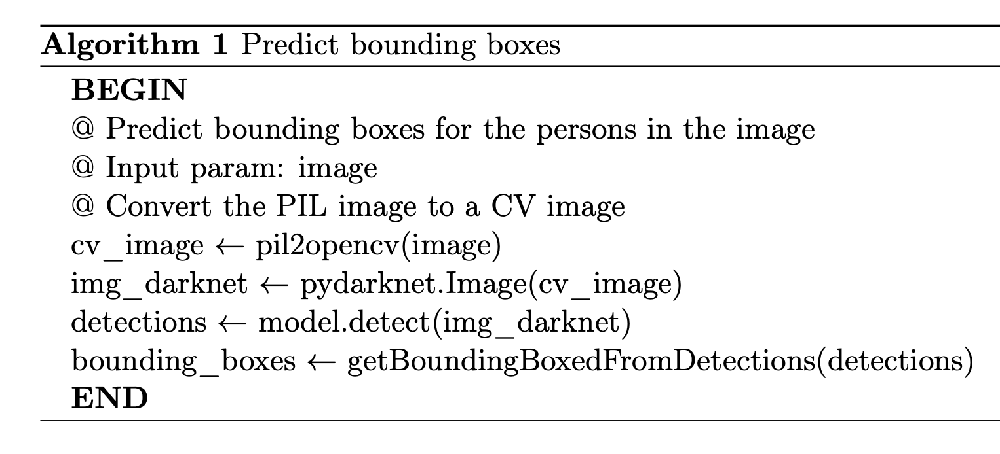 Algorithm 1 Predict bounding boxes
BEGIN
@ Predict bounding boxes for the persons in the image
@ Input param: image
@ Convert the PIL image to a CV image
cv_image ← pil2opencv(image)
img_darknet ← pydarknet.Image(cv_image)
detections ← model.detect(img_darknet)
bounding_boxes ← getBoundingBoxedFromDetections(detections)
END